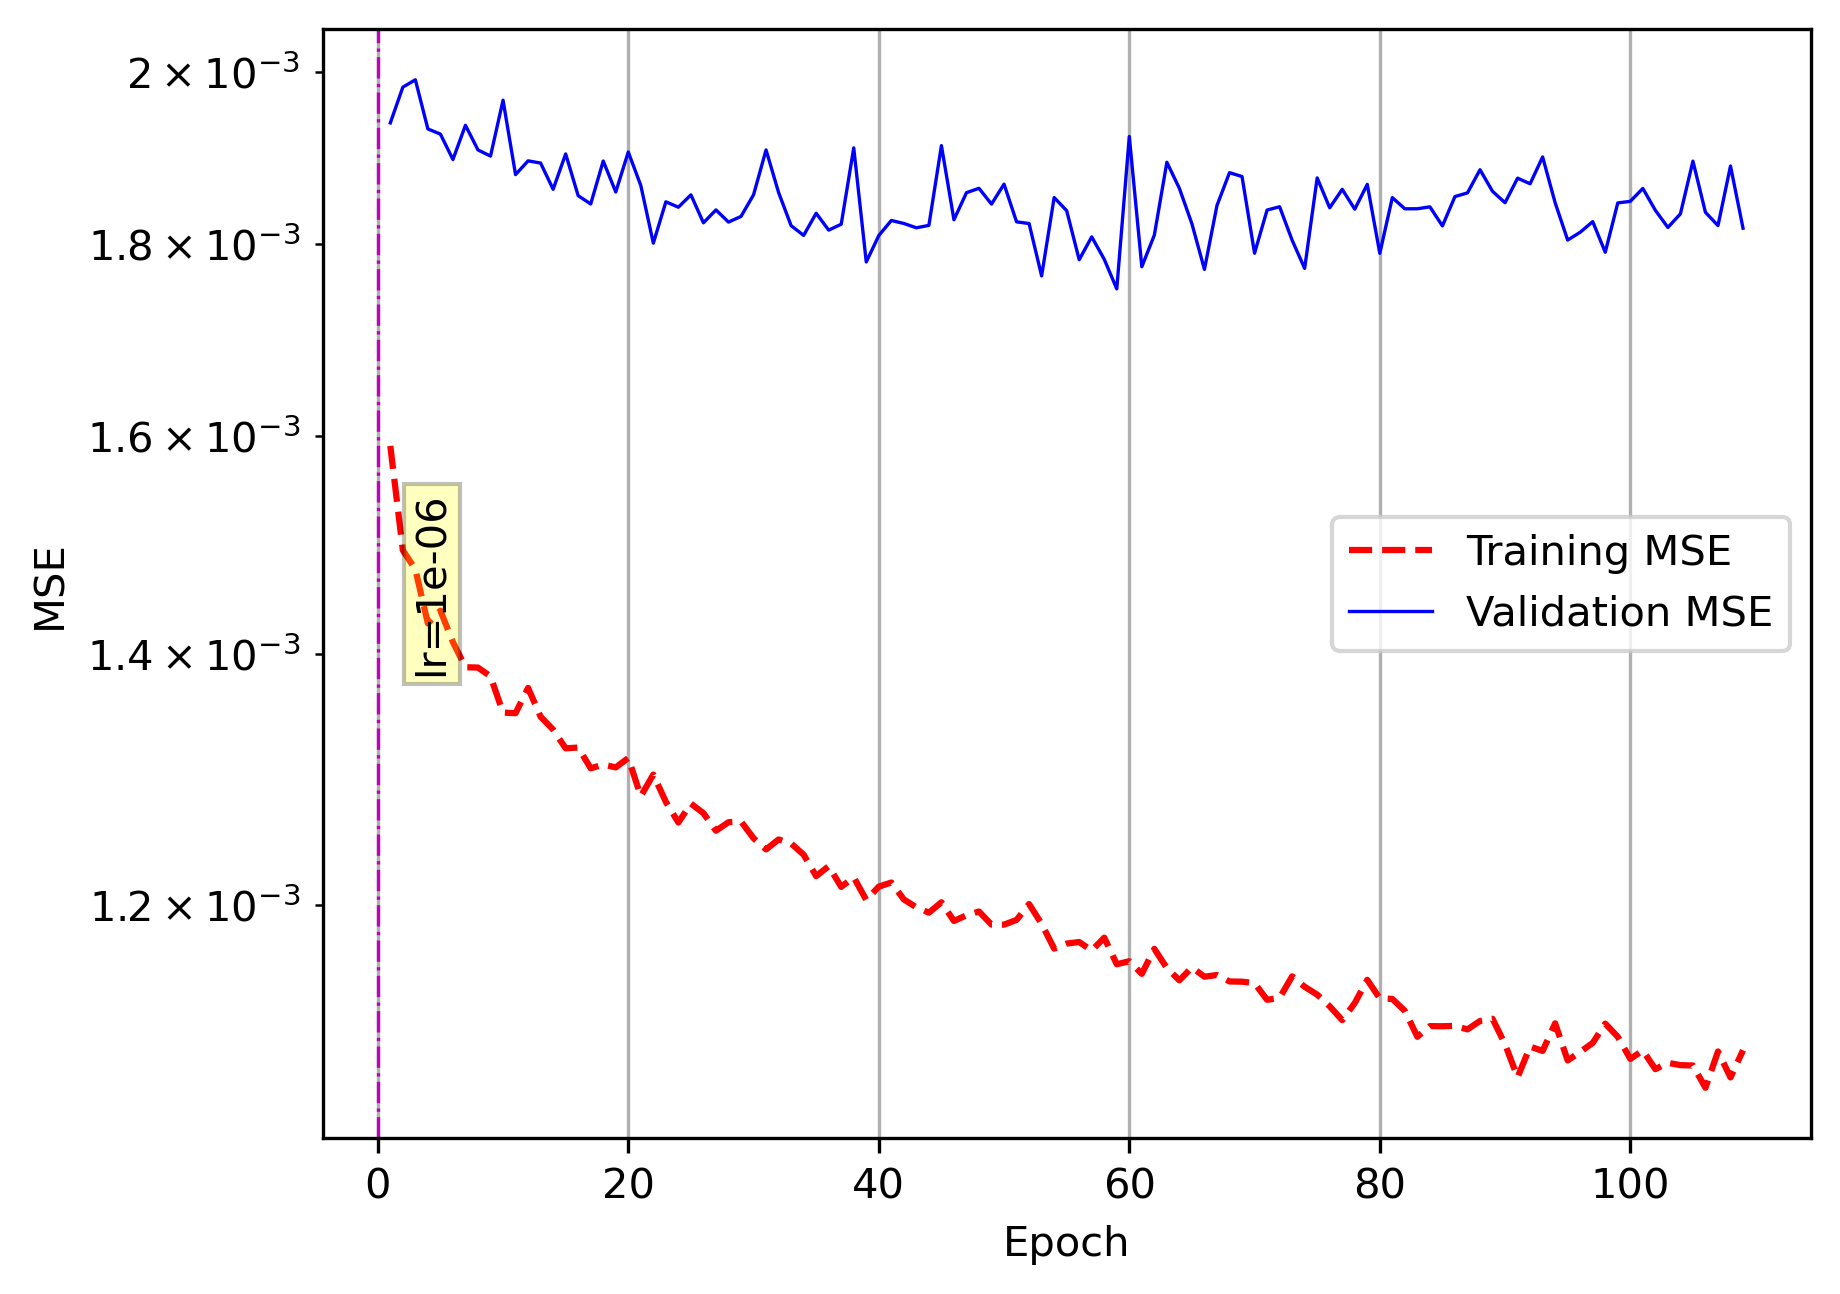 2 × 10⁻³
1.8 × 10⁻³
1.6 × 10⁻³
1.4 × 10⁻³
1.2 × 10⁻³
MSE
lr=1e-06
Training MSE
Validation MSE
0 20 40 60 80 100
Epoch